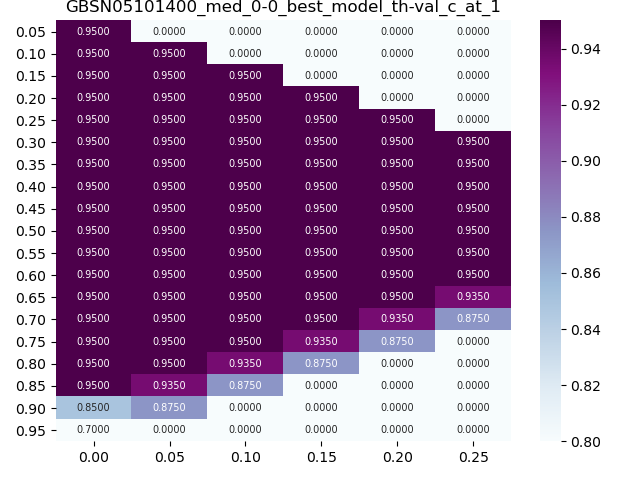 GBSN05101400_med_0-0_best_model_th-val_c_at_1
0.05 0.9500 0.0000 0.0000 0.0000 0.0000 0.0000
0.10 0.9500 0.9500 0.0000 0.0000 0.0000 0.0000
0.15 0.9500 0.9500 0.9500 0.0000 0.0000 0.0000
0.20 0.9500 0.9500 0.9500 0.9500 0.0000 0.0000
0.25 0.9500 0.9500 0.9500 0.9500 0.9500 0.0000
0.30 0.9500 0.9500 0.9500 0.9500 0.9500 0.9500
0.35 0.9500 0.9500 0.9500 0.9500 0.9500 0.9500
0.40 0.9500 0.9500 0.9500 0.9500 0.9500 0.9500
0.45 0.9500 0.9500 0.9500 0.9500 0.9500 0.9500
0.50 0.9500 0.9500 0.9500 0.9500 0.9500 0.9500
0.55 0.9500 0.9500 0.9500 0.9500 0.9500 0.9500
0.60 0.9500 0.9500 0.9500 0.9500 0.9500 0.9500
0.65 0.9500 0.9500 0.9500 0.9500 0.9500 0.9350
0.70 0.9500 0.9500 0.9500 0.9500 0.9350 0.8750
0.75 0.9500 0.9500 0.9500 0.9350 0.8750 0.0000
0.80 0.9500 0.9500 0.9350 0.8750 0.0000 0.0000
0.85 0.9500 0.9350 0.8750 0.0000 0.0000 0.0000
0.90 0.8500 0.8750 0.0000 0.0000 0.0000 0.0000
0.95 0.7000 0.0000 0.0000 0.0000 0.0000 0.0000
0.00 0.05 0.10 0.15 0.20 0.25
0.94
0.92
0.90
0.88
0.86
0.84
0.82
0.80